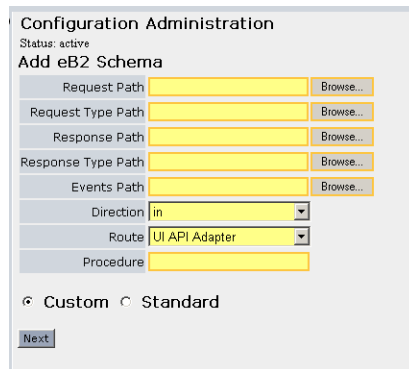 Configuration Administration
Status: active
Add eB2 Schema
Request Path Browse...
Request Type Path Browse...
Response Path Browse...
Response Type Path Browse...
Events Path Browse...
Direction in
Route UI API Adapter
Procedure
Custom Standard
Next